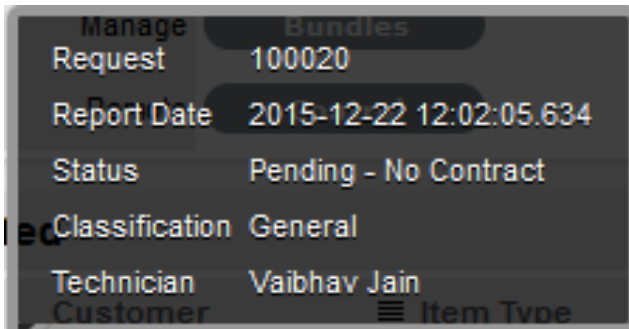 Manage Bundles
Request 100020
Report Date 2015-12-22 12:02:05.634
Status Pending - No Contract
Classification General
Technician Vaibhav Jain
Customer Item Type